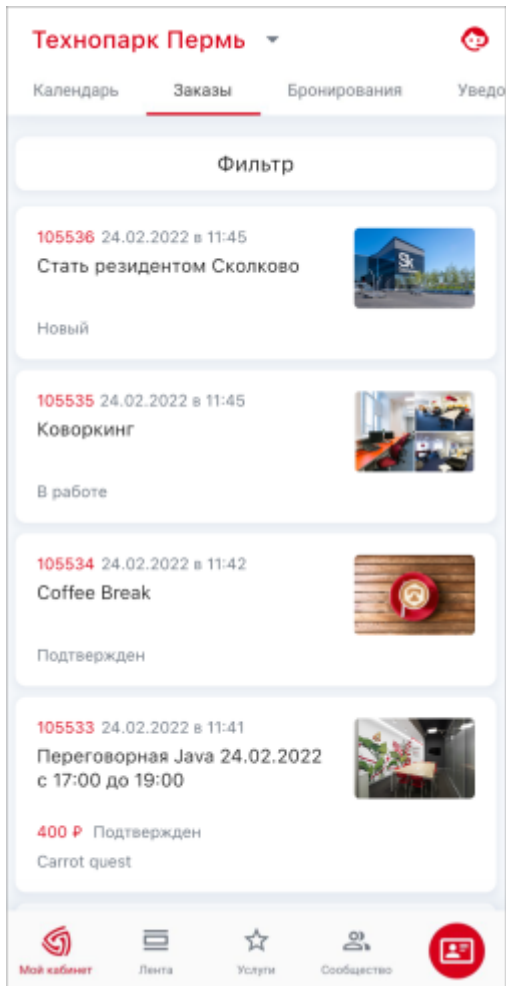 Технопарк Пермь
Календарь Заказы Бронирования Уведо
Фильтр
105536 24.02.2022 в 11:45
Стать резидентом Сколково
Sk
Новый
105535 24.02.2022 в 11:45
Коворкинг
В работе
105534 24.02.2022 в 11:42
Coffee Break
Подтвержден
105533 24.02.2022 в 11:41
Переговорная Java 24.02.2022
с 17:00 до 19:00
400 ₽ Подтвержден
Carrot quest
Мой кабинет Лента Услуги Сообщество